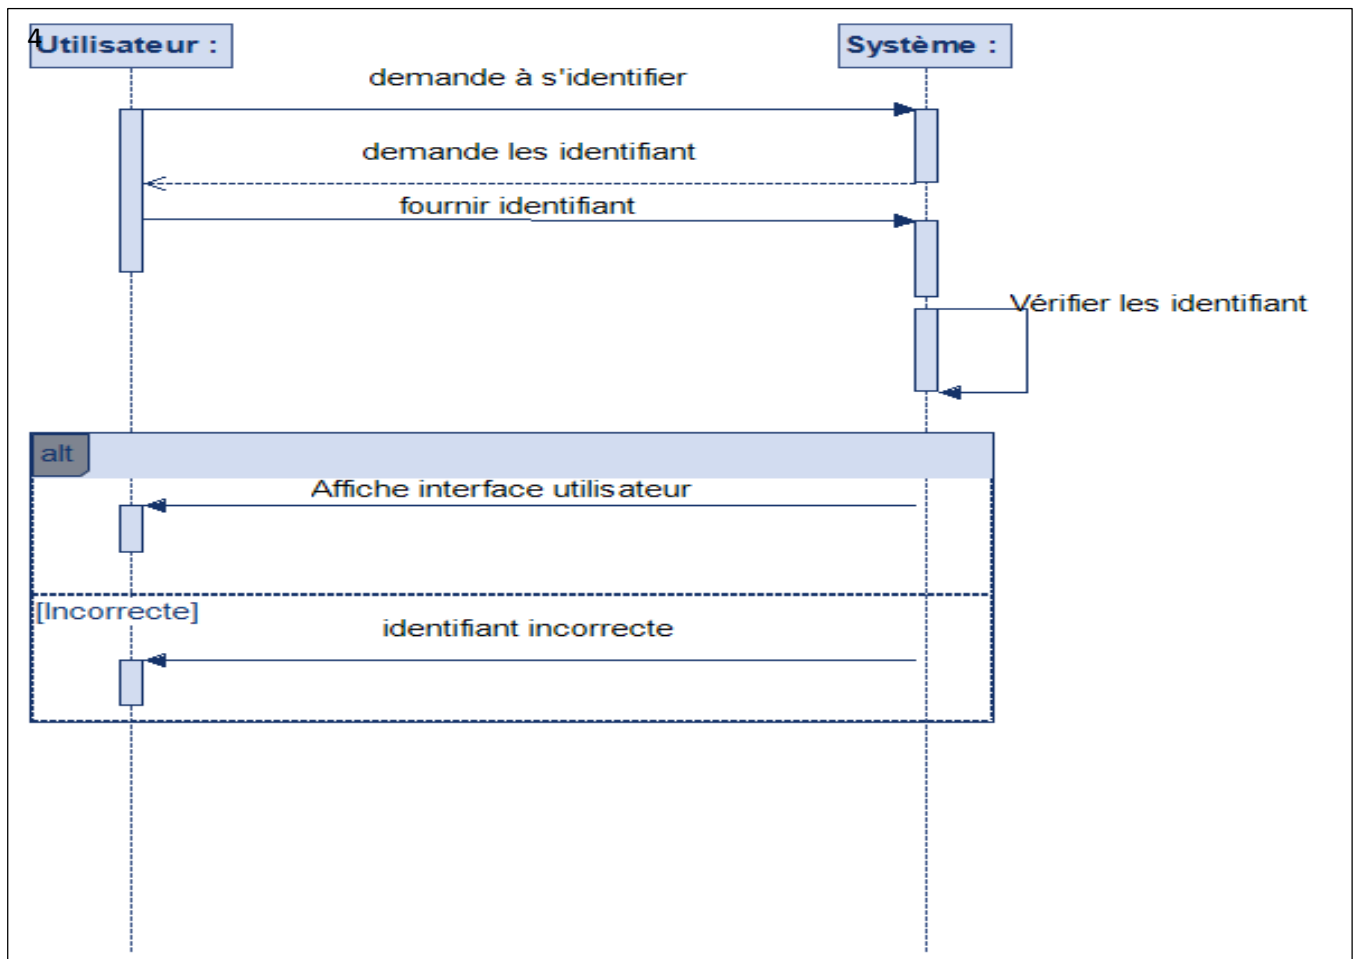 4
Utilisateur :
Système :
demande à s'identifier
demande les identifiant
fournir identifiant
Vérifier les identifiant
alt
Affiche interface utilisateur
[Incorrecte]
identifiant incorrecte